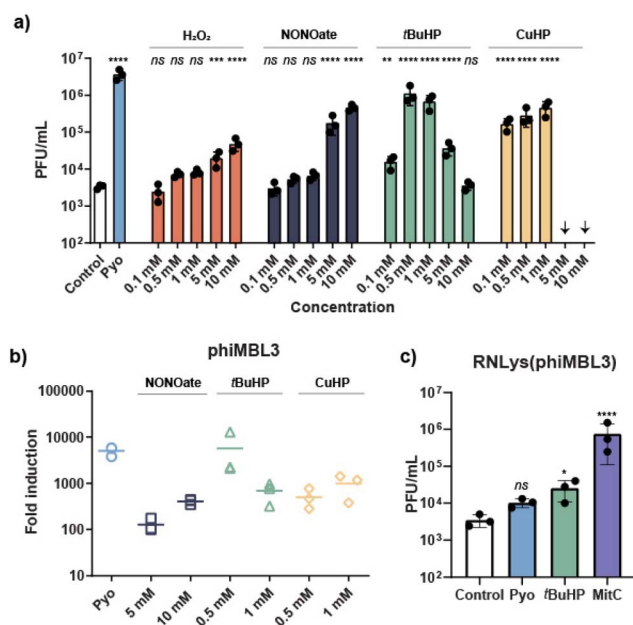 a)
H₂O₂ NONOate tBuHP CuHP
**** ns ns ns *** **** ns ns ns **** **** ** **** **** **** ns **** **** ****
PFU/mL
10⁷
10⁶
10⁵
10⁴
10³
10²
↓ ↓
Control Pyo 0.1 mM 0.5 mM 1 mM 5 mM 10 mM 0.1 mM 0.5 mM 1 mM 5 mM 10 mM 0.1 mM 0.5 mM 1 mM 5 mM 10 mM 0.1 mM 0.5 mM 1 mM 5 mM 10 mM
Concentration
b)
phiMBL3
NONOate tBuHP CuHP
Fold induction
100000
10000
1000
100
10
Pyo 5 mM 10 mM 0.5 mM 1 mM 0.5 mM 1 mM
c)
RNLys(phiMBL3)
PFU/mL
10⁷
10⁶
10⁵
10⁴
10³
10²
ns * ****
Control Pyo tBuHP MitC